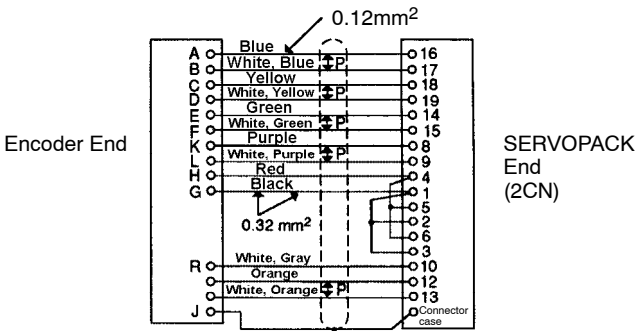 0.12mm2
A Blue 16
B White, Blue P 17
C Yellow 18
D White, Yellow P 19
E Green 14
F White, Green P 15
K Purple 8
L White, Purple P 9
H Red 4
G Black 1
5
0.32 mm2
2
6
3
R White, Gray 10
Orange 12
White, Orange P 13
J Connector
case
Encoder End
SERVOPACK
End
(2CN)